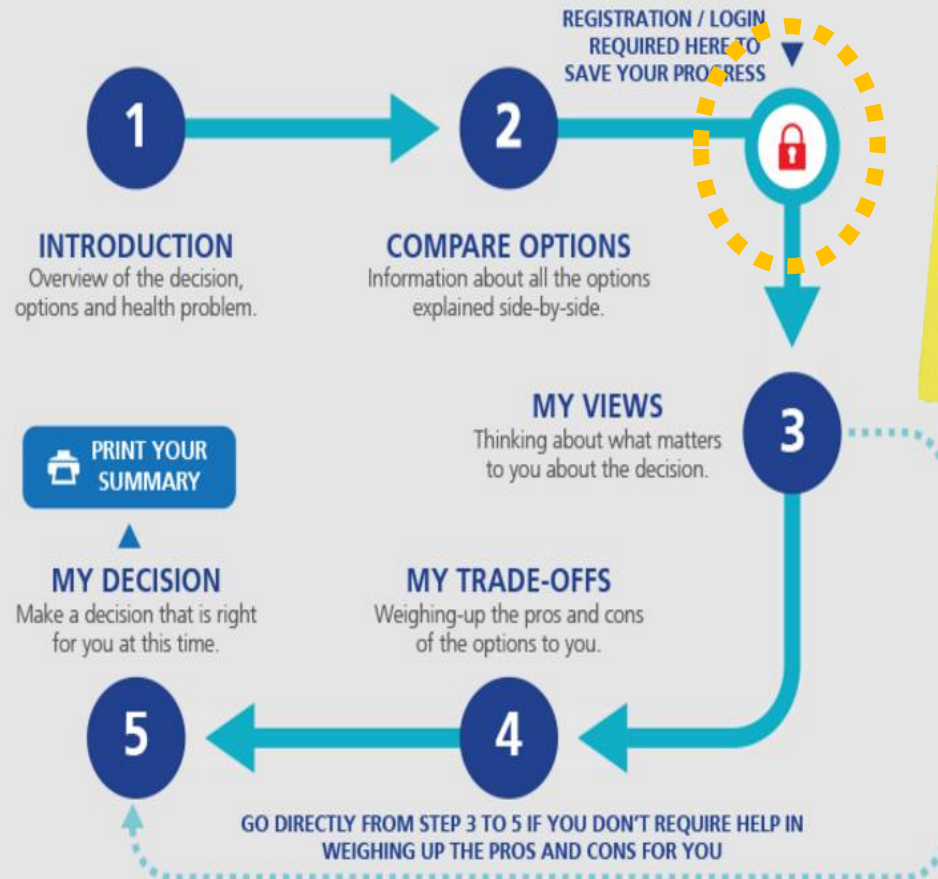 REGISTRATION / LOGIN
REQUIRED HERE TO
SAVE YOUR PROGRESS
1
2
INTRODUCTION
Overview of the decision,
options and health problem.
COMPARE OPTIONS
Information about all the options
explained side-by-side.
MY VIEWS
Thinking about what matters
to you about the decision.
3
PRINT YOUR
SUMMARY
MY DECISION
Make a decision that is right
for you at this time.
MY TRADE-OFFS
Weighing-up the pros and cons
of the options to you.
5
4
GO DIRECTLY FROM STEP 3 TO 5 IF YOU DON'T REQUIRE HELP IN
WEIGHING UP THE PROS AND CONS FOR YOU